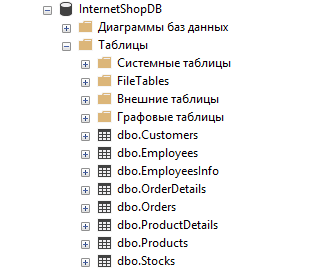 InternetShopDB
Диаграммы баз данных
Таблицы
Системные таблицы
FileTables
Внешние таблицы
Графовые таблицы
dbo.Customers
dbo.Employees
dbo.EmployeesInfo
dbo.OrderDetails
dbo.Orders
dbo.ProductDetails
dbo.Products
dbo.Stocks